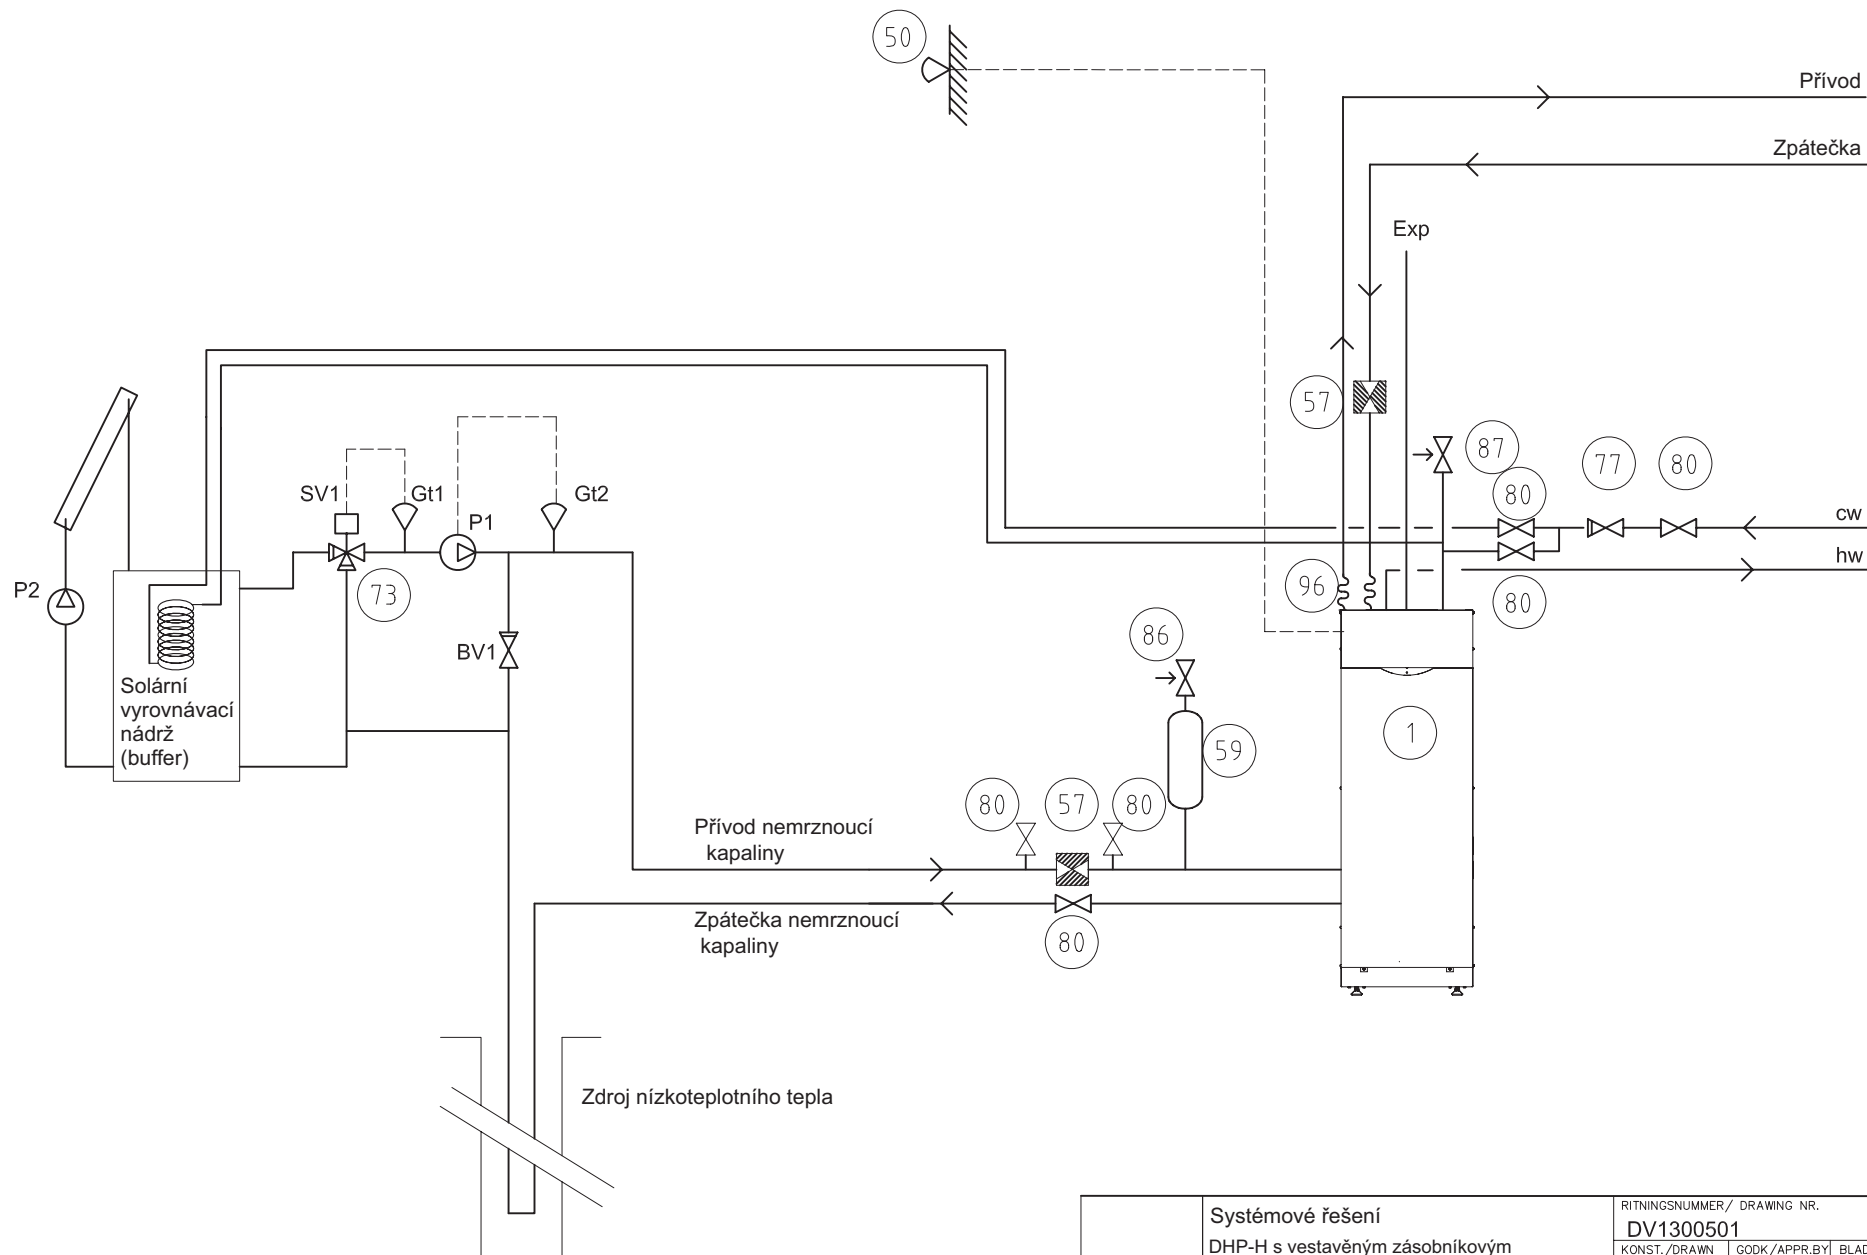 50
Přívod
Zpátečka
Exp
57
87
77
80
80
SV1
Gt1
P1
Gt2
cw
hw
P2
73
96
80
86
BV1
Solární
vyrovnávací
nádrž
(buffer)
1
59
80
57
80
Přívod nemrznoucí
kapaliny
Zpátečka nemrznoucí
kapaliny
80
Zdroj nízkoteplotního tepla
Systémové řešení
DHP-H s vestavěným zásobníkovým
RITNINGSNUMMER/ DRAWING NR.
DV1300501
KONST./DRAWN GODK/APPR.BY BLAD